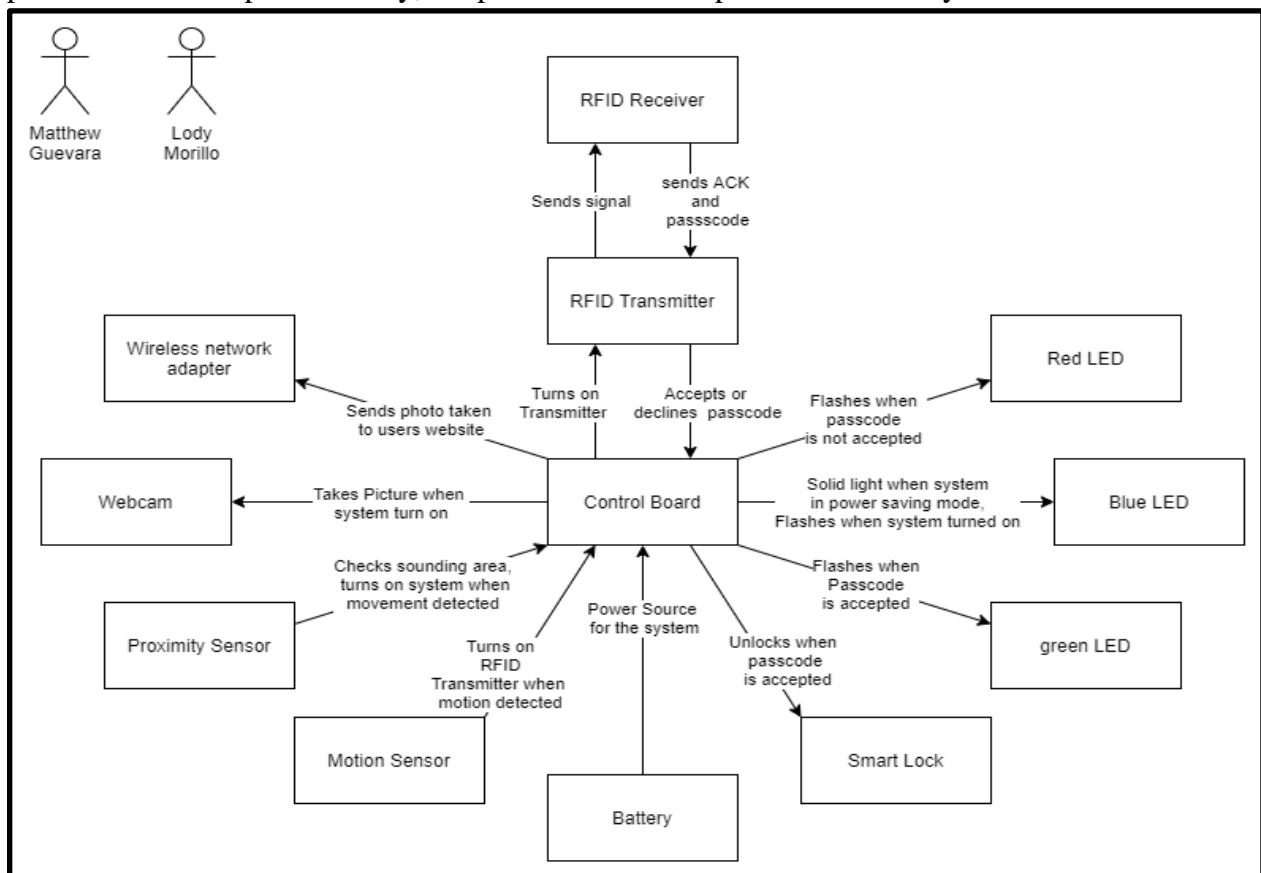 RFID Receiver
Matthew
Guevara
Lody
Morillo
sends ACK
and
passscode
Sends signal
RFID Transmitter
Wireless network
adapter
Red LED
Turns on
Transmitter
Accepts or
declines passcode
Flashes when
passcode
is not accepted
Sends photo taken
to users website
Webcam
Takes Picture when
system turn on
Control Board
Solid light when system
in power saving mode,
Flashes when system turned on
Blue LED
Checks sounding area,
turns on system when
movement detected
Flashes when
Passcode
is accepted
Power Source
for the system
Proximity Sensor
Turns on
RFID
Transmitter when
motion detected
Unlocks when
passcode
is accepted
green LED
Motion Sensor
Smart Lock
Battery